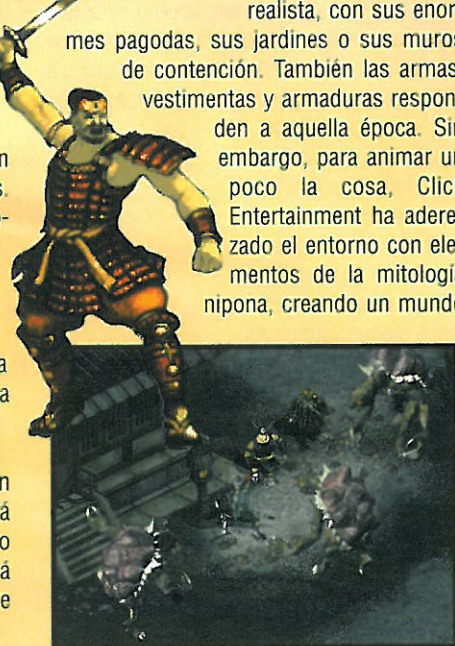 realista, con sus enor
mes pagodas, sus jardines o sus muros
de contención. También las armas
vestimentas y armaduras respon
den a aquella época. Sin
embargo, para animar un
poco la cosa, Clic
Entertainment ha adere
zado el entorno con ele
mentos de la mitologí
nipona, creando un mundo
n
s.
-
a
a
n
á
o
á
e